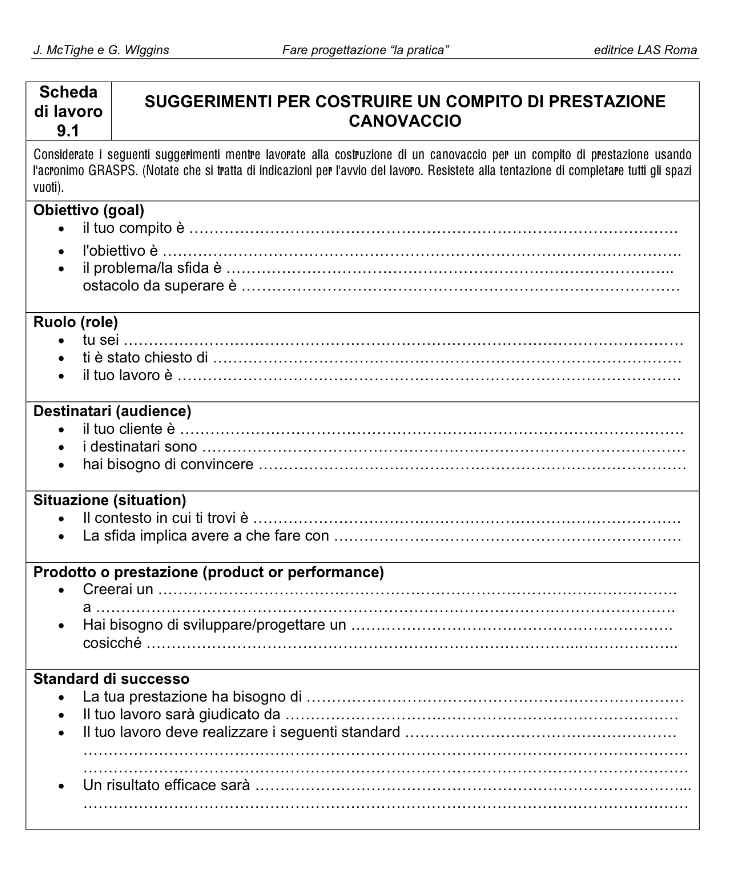 J. McTighe e G. WIggins Fare progettazione “la pratica” editrice LAS Roma
Scheda
di lavoro
9.1
SUGGERIMENTI PER COSTRUIRE UN COMPITO DI PRESTAZIONE
CANOVACCIO
Considerate i seguenti suggerimenti mentre lavorate alla costruzione di un canovaccio per un compito di prestazione usando
l'acronimo GRASPS. (Notate che si tratta di indicazioni per l'avvio del lavoro. Resistete alla tentazione di completare tutti gli spazi
vuoti).
Obiettivo (goal)
• il tuo compito è ……………………………………………………………………………………….
• l'obiettivo è ……………………………………………………………………………………….
• il problema/la sfida è ………………………………………………………………………..
ostacolo da superare è ……………………………………………………………………………
Ruolo (role)
• tu sei …………………………………………………………………………………………………
• ti è stato chiesto di ……………………………………………………………………………….
• il tuo lavoro è ……………………………………………………………………………………….
Destinatari (audience)
• il tuo cliente è ………………………………………………………………………………………
• i destinatari sono ……………………………………………………………………………………
• hai bisogno di convincere …………………………………………………………………………
Situazione (situation)
• Il contesto in cui ti trovi è ………………………………………………………………………….
• La sfida implica avere a che fare con ……………………………………………………………
Prodotto o prestazione (product or performance)
• Creerai un …………………………………………………………………………………………
a …………………………………………………………………………………………………….
• Hai bisogno di sviluppare/progettare un ……………………………………………………….
cosicché ……………………………………………………………………………..……………..
Standard di successo
• La tua prestazione ha bisogno di …………………………………………………………………
• Il tuo lavoro sarà giudicato da ……………………………………………………………………
• Il tuo lavoro deve realizzare i seguenti standard ………………………………………………
…………………………………………………………………………………………………………
…………………………………………………………………………………………………………
• Un risultato efficace sarà …………………………………………………………………………...
…………………………………………………………………………………………………………